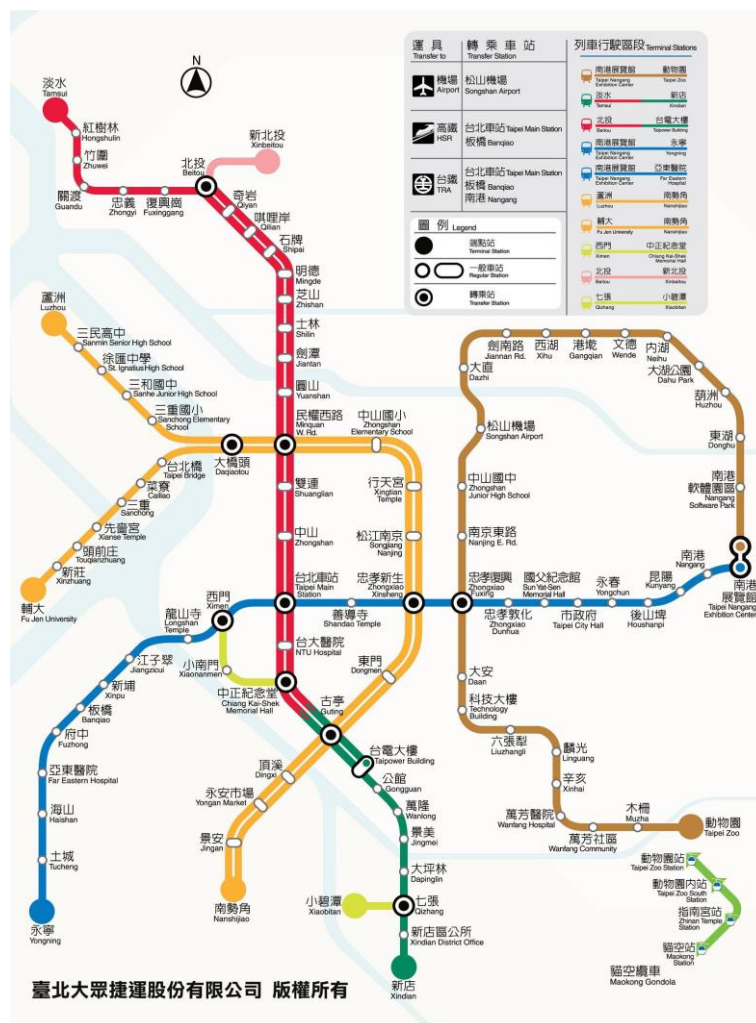 N
運具
Transfer to
轉乘車站
Transfer Stations
列車行駛區段 Terminal Stations
機場
Airport
松山機場
Songshan Airport
高鐵
HSR
台北車站 Taipei Main Station
板橋 Banqiao
台鐵
TRA
台北車站 Taipei Main Station
板橋 Banqiao
南港 Nangang
圖例 Legend
端點站
Terminal Station
一般車站
Regular Station
轉乘站
Transfer Station
南港展覽館 動物園
Taipei Nangang Exhibition Center Taipei Zoo
淡水 新店
Tamsui Xindian
北投 台電大樓
Beitou Taipower Building
南港展覽館 永寧
Taipei Nangang Exhibition Center Yongning
南港展覽館 亞東醫院
Taipei Nangang Exhibition Center Far Eastern Hospital
蘆洲 南勢角
Luzhou Nanshijiao
輔大 南勢角
Fu Jen University Nanshijiao
西門 中正紀念堂
Ximen Chiang Kai-Shek Memorial Hall
北投 新北投
Beitou Xinbeitou
七張 小碧潭
Qizhang Xiaobitan
淡水
Tamsui
紅樹林
Hongshulin
竹圍
Zhuwei
關渡
Guandu
忠義
Zhongyi
復興崗
Fuxinggang
北投
Beitou
新北投
Xinbeitou
奇岩
Qiyan
唭哩岸
Qilian
石牌
Shipai
明德
Mingde
芝山
Zhishan
士林
Shilin
劍潭
Jiantan
圓山
Yuanshan
民權西路
Minquan
W. Rd.
雙連
Shuanglian
中山
Zhongshan
台北車站
Taipei Main
Station
台大醫院
NTU Hospital
中正紀念堂
Chiang Kai-Shek
Memorial Hall
古亭
Guting
台電大樓
Taipower Building
公館
Gongguan
萬隆
Wanlong
景美
Jingmei
大坪林
Dapinglin
七張
Qizhang
小碧潭
Xiaobitan
新店區公所
Xindian District Office
新店
Xindian
蘆洲
Luzhou
三民高中
Sanmin Senior High School
徐匯中學
St. Ignatius High School
三和國中
Sanhe Junior High School
三重國小
Sanchong Elementary
School
大橋頭
Daqiaotou
台北橋
Taipei Bridge
菜寮
Cailiao
三重
Sanchong
先嗇宮
Xianse Temple
頭前庄
Touqianzhuang
新莊
Xinzhuang
輔大
Fu Jen University
中山國小
Zhongshan
Elementary School
行天宮
Xingtian
Temple
松江南京
Songjiang
Nanjing
忠孝新生
Zhongxiao
Xinsheng
東門
Dongmen
頂溪
Dingxi
永安市場
Yongan Market
景安
Jingan
南勢角
Nanshijiao
永寧
Yongning
土城
Tucheng
海山
Haishan
亞東醫院
Far Eastern Hospital
府中
Fuzhong
板橋
Banqiao
新埔
Xinpu
江子翠
Jiangzicui
龍山寺
Longshan
Temple
西門
Ximen
小南門
Xiaonanmen
善導寺
Shandao Temple
忠孝復興
Zhongxiao
Fuxing
忠孝敦化
Zhongxiao
Dunhua
國父紀念館
Sun Yat-Sen
Memorial Hall
市政府
Taipei City Hall
永春
Yongchun
後山埤
Houshanpi
昆陽
Kunyang
南港
Nangang
南港
展覽館
Taipei Nangang
Exhibition Center
南港
軟體園區
Nangang
Software Park
東湖
Donghu
葫洲
Huzhou
大湖公園
Dahu Park
內湖
Neihu
文德
Wende
港墘
Gangqian
西湖
Xihu
劍南路
Jiannan Rd.
大直
Dazhi
松山機場
Songshan Airport
中山國中
Zhongshan
Junior High School
南京東路
Nanjing E. Rd.
大安
Daan
科技大樓
Technology
Building
六張犁
Liuzhangli
麟光
Linguang
辛亥
Xinhai
萬芳醫院
Wanfang Hospital
萬芳社區
Wanfang Community
木柵
Muzha
動物園
Taipei Zoo
動物園站
Taipei Zoo Station
動物園內站
Taipei Zoo South
Station
指南宮站
Zhinan Temple
Station
貓空站
Maokong
Station
貓空纜車
Maokong Gondola
臺北大眾捷運股份有限公司 版權所有